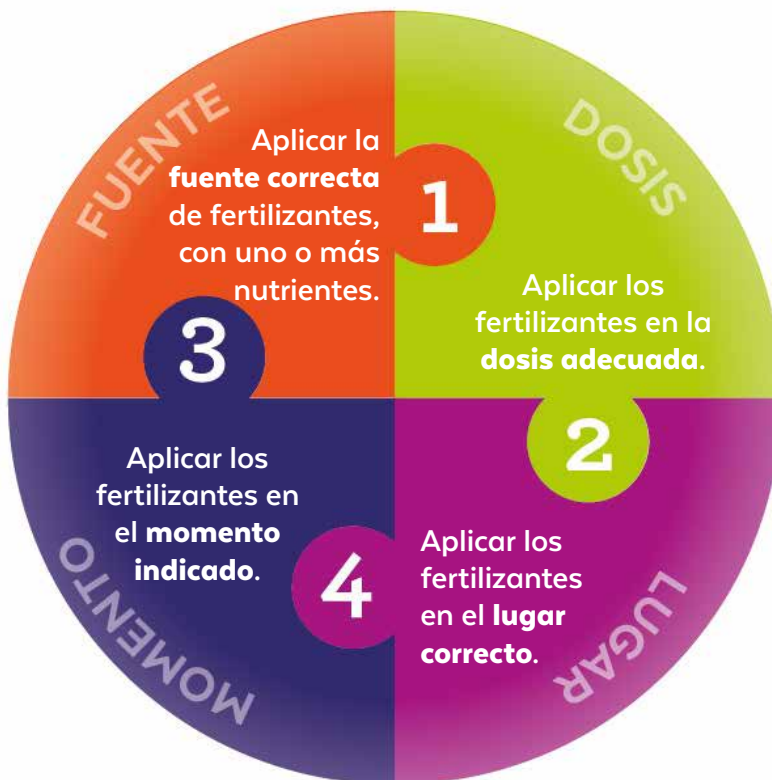 FUENTE
Aplicar la
fuente correcta
de fertilizantes,
con uno o más
nutrientes.
1
DOSIS
Aplicar los
fertilizantes en la
dosis adecuada.
2
3
MOMENTO
Aplicar los
fertilizantes en
el momento
indicado.
4
LUGAR
Aplicar los
fertilizantes
en el lugar
correcto.